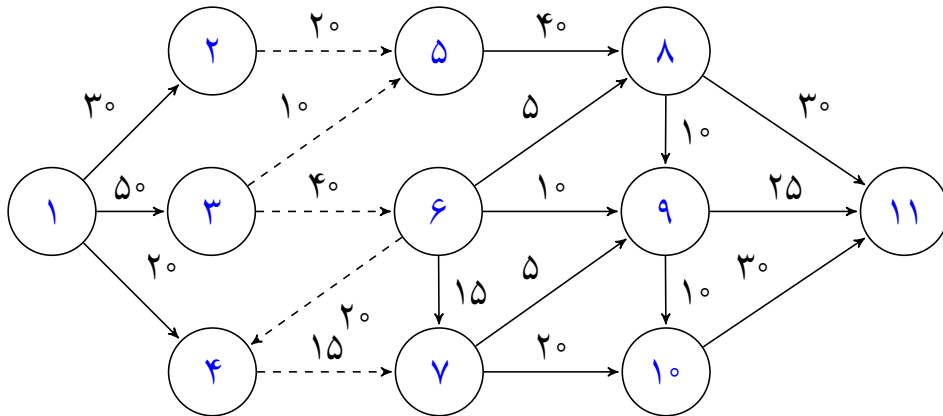 ۲۰ ۴۰
۲ ۵ ۸
۳۰ ۱۰ ۵ ۳۰
۱۰
۵۰ ۴۰ ۱۰ ۲۵
۱ ۳ ۶ ۹ ۱۱
۲۰ ۵ ۳۰
۱۵ ۱۰
۲۰
۱۵ ۲۰
۴ ۷ ۱۰